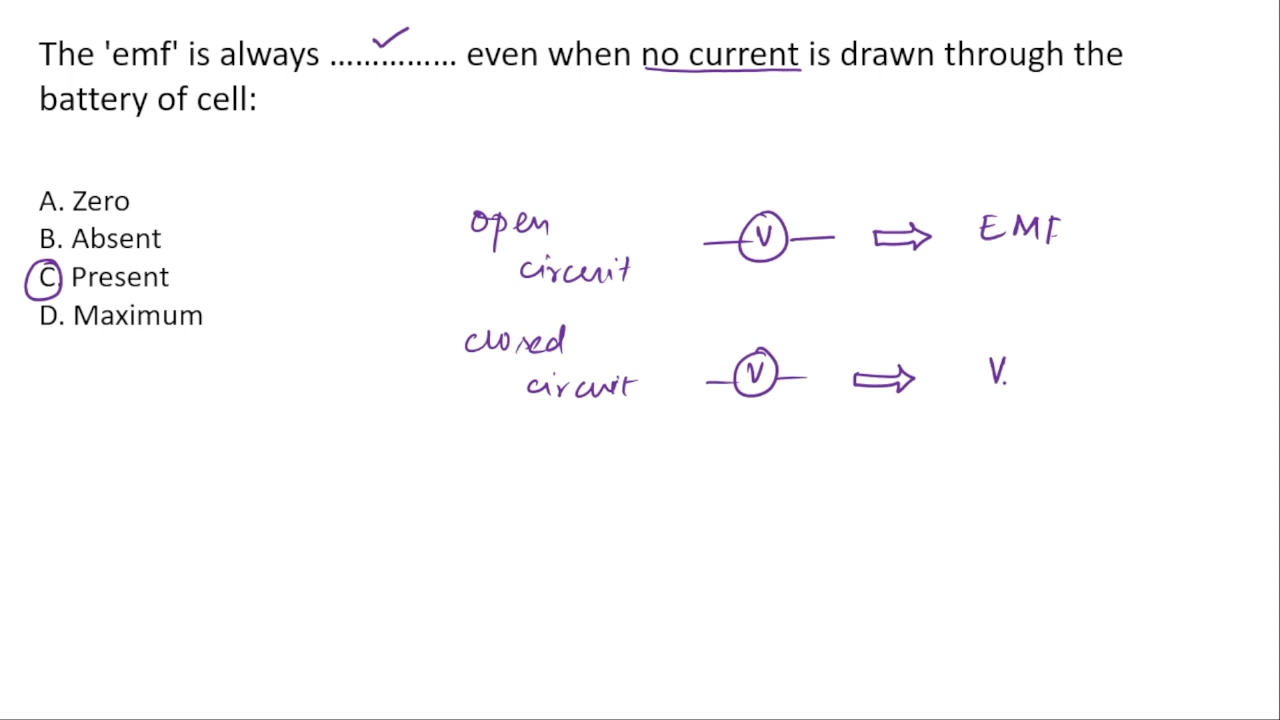 The 'emf' is always ............... even when no current is drawn through the
battery of cell:
A. Zero
B. Absent
C. Present
D. Maximum
open
circuit
V
EMF
closed
circuit
V
V.